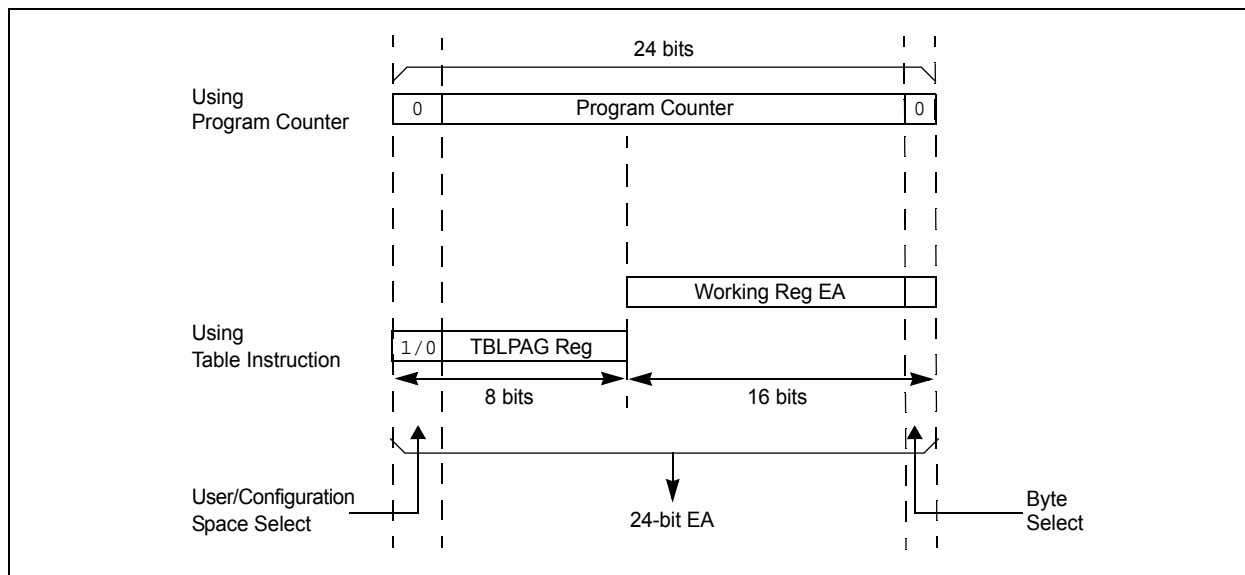 24 bits
Using
Program Counter
0
Program Counter
0
Working Reg EA
Using
Table Instruction
1/0
TBLPAG Reg
8 bits
16 bits
User/Configuration
Space Select
24-bit EA
Byte
Select